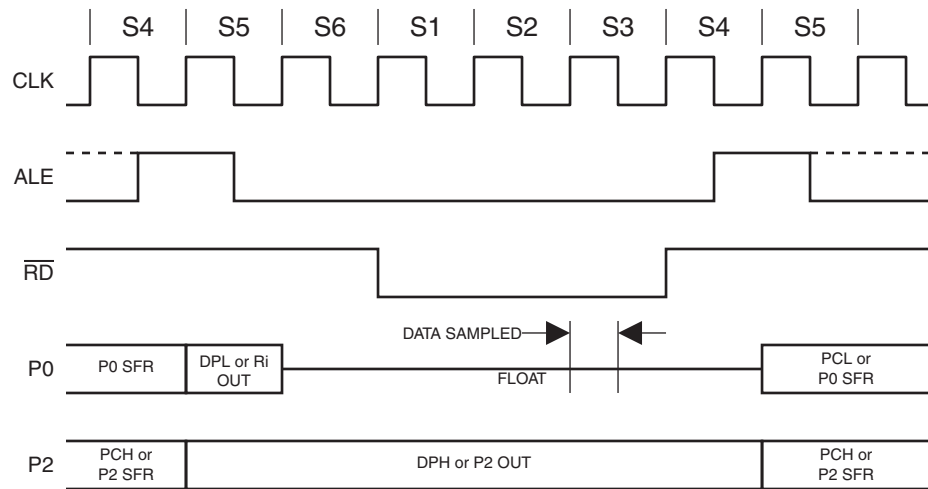 S4 S5 S6 S1 S2 S3 S4 S5
CLK
ALE
RD
DATA SAMPLED
P0
P0 SFR
DPL or Ri
OUT
FLOAT
PCL or
P0 SFR
P2
PCH or
P2 SFR
DPH or P2 OUT
PCH or
P2 SFR